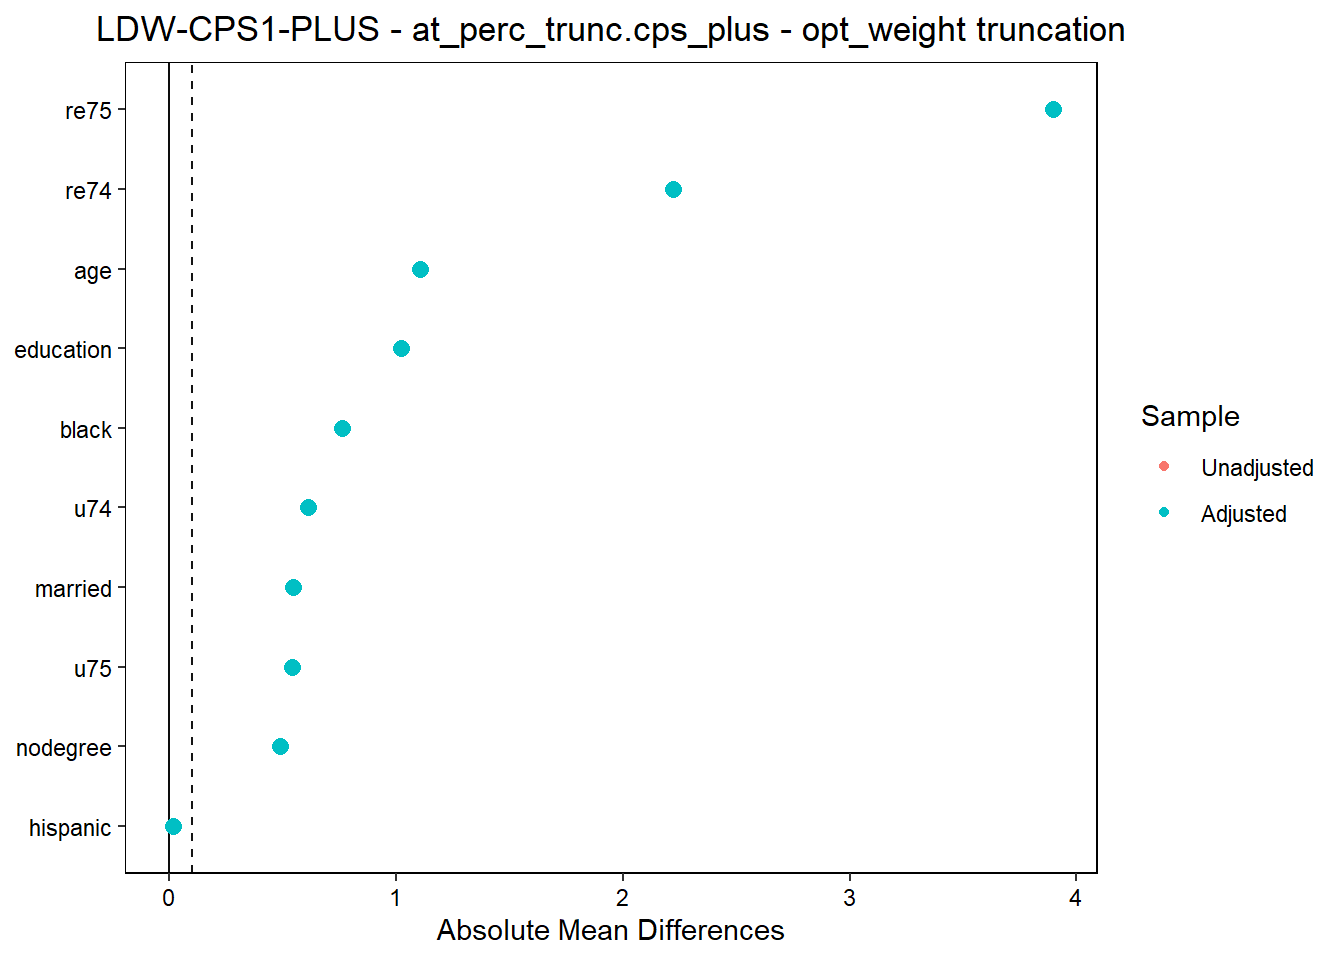 LDW-CPS1-PLUS - at_perc_trunc.cps_plus - opt_weight truncation
re75
re74
age
education
black
u74
married
u75
nodegree
hispanic
0 1 2 3 4
Absolute Mean Differences
Sample
Unadjusted
Adjusted